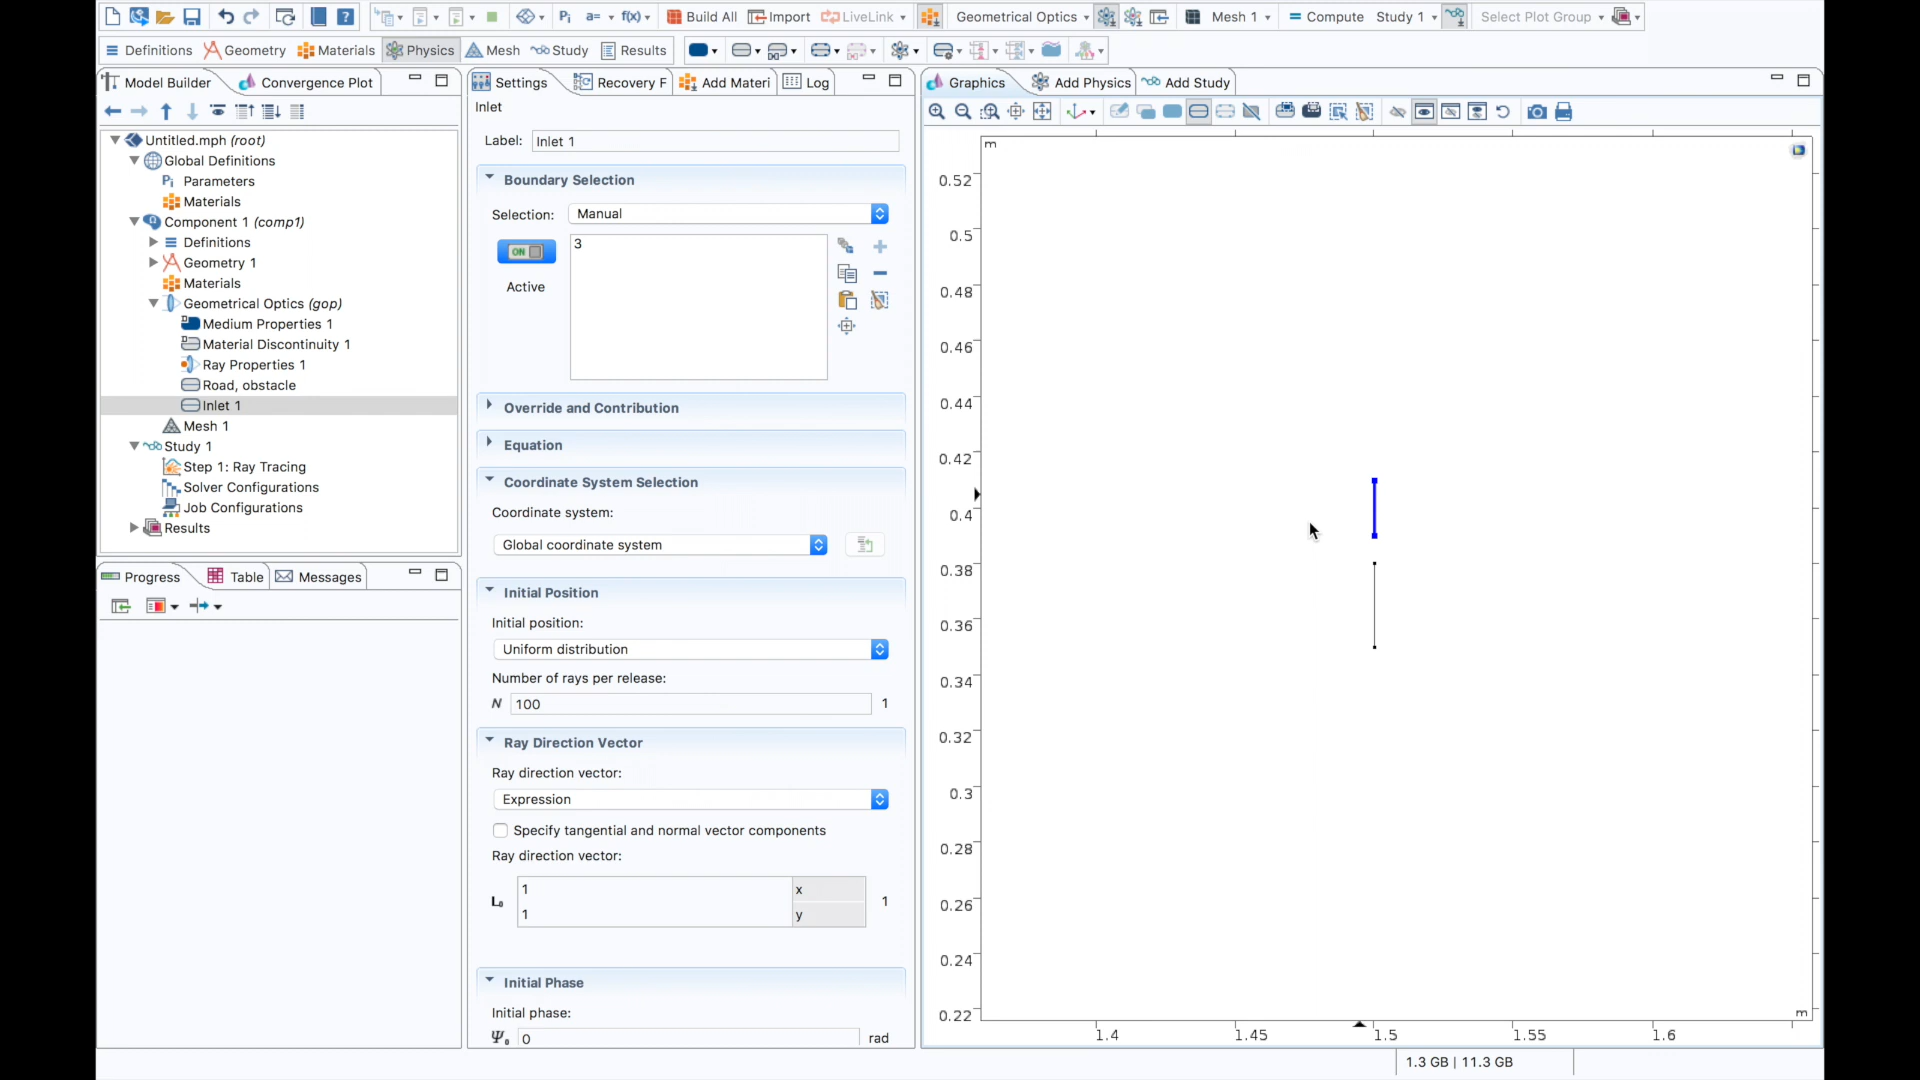 Pi
a=
f(x)
Build All
Import
LiveLink
Geometrical Optics
Mesh 1
Compute
Study 1
Select Plot Group
Definitions
Geometry
Materials
Physics
Mesh
Study
Results
Model Builder
Convergence Plot
Untitled.mph (root)
Global Definitions
Pi Parameters
Materials
Component 1 (comp1)
Definitions
Geometry 1
Materials
Geometrical Optics (gop)
Medium Properties 1
Material Discontinuity 1
Ray Properties 1
Road, obstacle
Inlet 1
Mesh 1
Study 1
Step 1: Ray Tracing
Solver Configurations
Job Configurations
Results
Progress
Table
Messages
Settings
Recovery F
Add Materi
Log
Inlet
Label: Inlet 1
Boundary Selection
Selection: Manual
ON
Active
3
Override and Contribution
Equation
Coordinate System Selection
Coordinate system:
Global coordinate system
Initial Position
Initial position:
Uniform distribution
Number of rays per release:
N 100 1
Ray Direction Vector
Ray direction vector:
Expression
Specify tangential and normal vector components
Ray direction vector:
L0
1 x
1 y
1
Initial Phase
Initial phase:
Ψ0 0 rad
Graphics
Add Physics
Add Study
m
0.52
0.5
0.48
0.46
0.44
0.42
0.4
0.38
0.36
0.34
0.32
0.3
0.28
0.26
0.24
0.22
m
1.4
1.45
1.5
1.55
1.6
1.3 GB | 11.3 GB